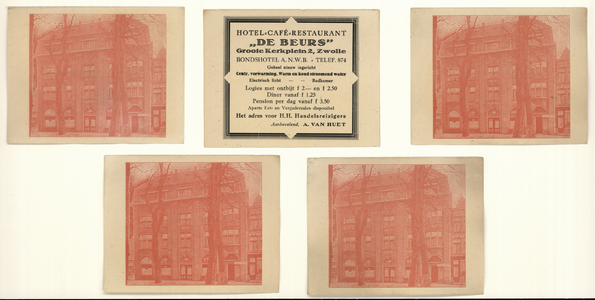 HOTEL-CAFÉ-RESTAURANT
„DE BEURS”
Groote Kerkplein 2, Zwolle
BONDSHOTEL A.N.W.B. - TELEF. 874
Geheel nieuw ingericht
Centr. verwarming, Warm en koud stroomend water
Electrisch licht — — Badkamer
Logies met ontbijt f 2.— en f 2.50
Diner vanaf f 1.25
Pension per dag vanaf f 3.50
Aparte Eet- en Vergaderzalen disponibel
Het adres voor H.H. Handelsreizigers
Aanbevelend, A. VAN HUET